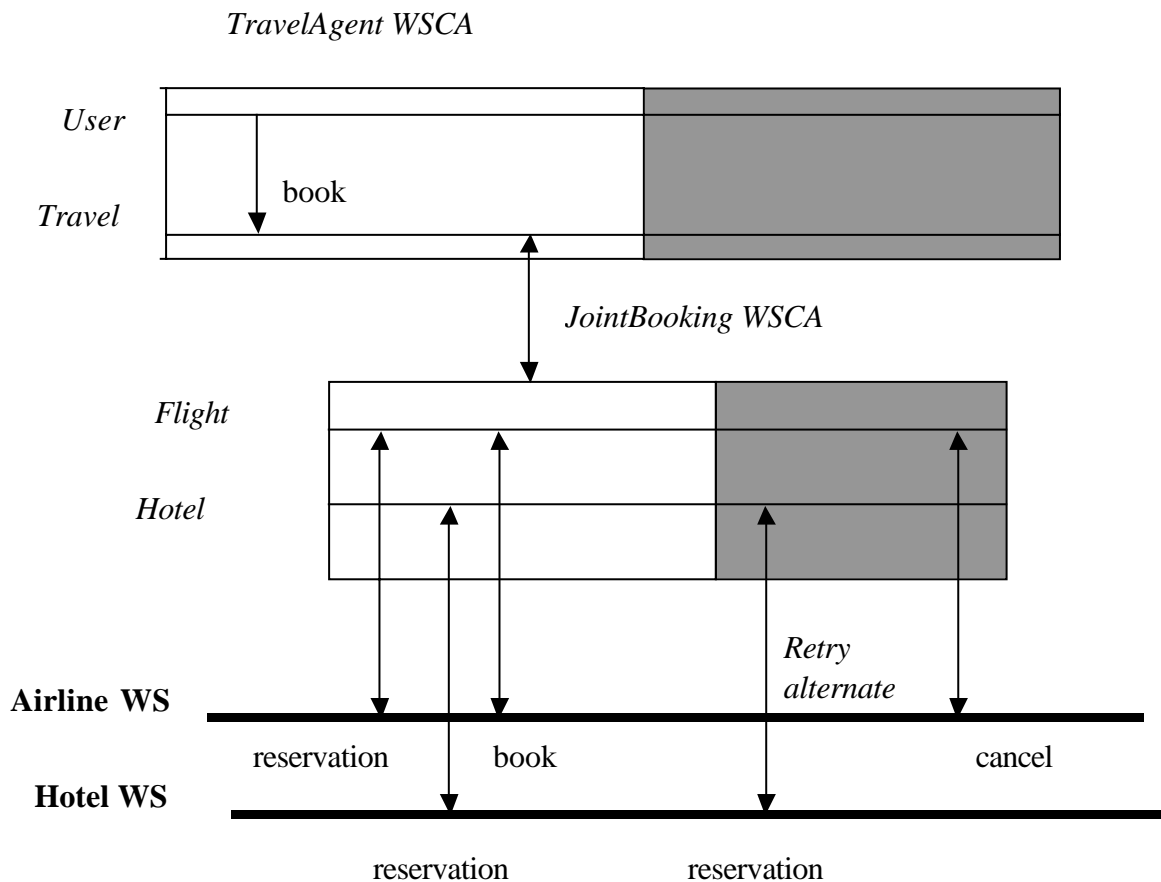 TravelAgent WSCA
User
book
Travel
JointBooking WSCA
Flight
Hotel
Retry
alternate
Airline WS
reservation book cancel
Hotel WS
reservation reservation